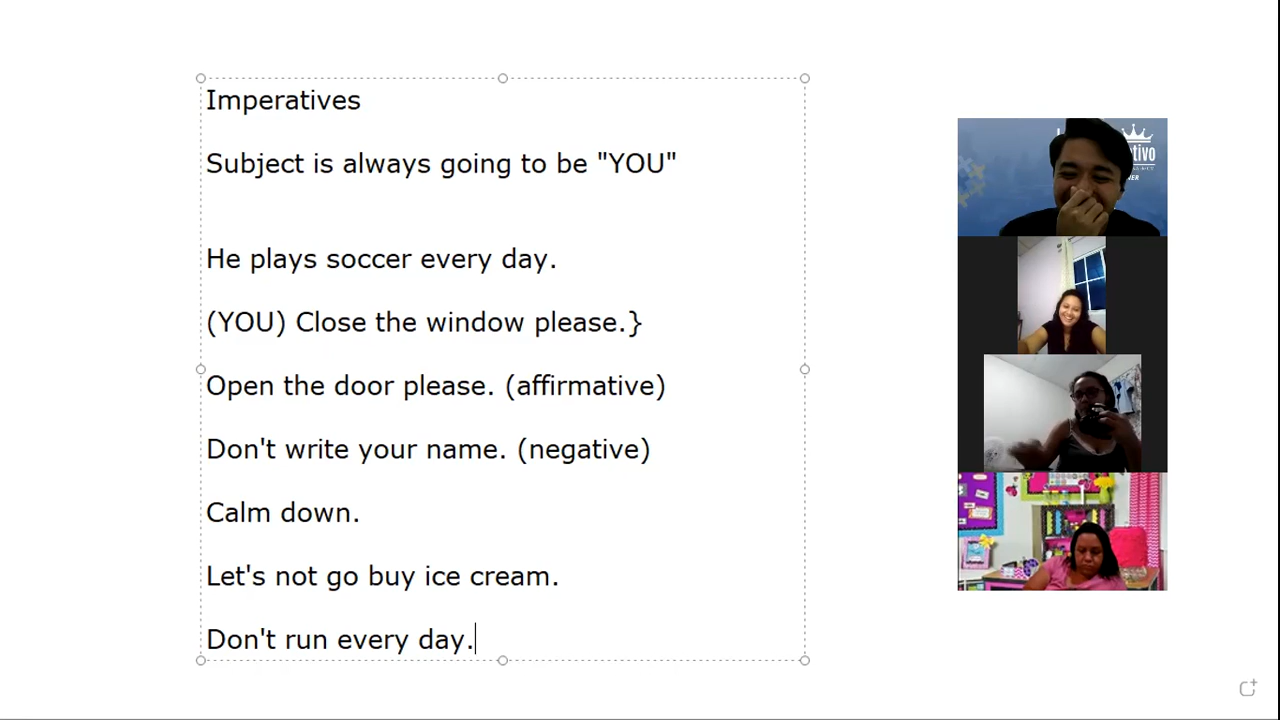 Imperatives
Subject is always going to be "YOU"
He plays soccer every day.
(YOU) Close the window please.}
Open the door please. (affirmative)
Don't write your name. (negative)
Calm down.
Let's not go buy ice cream.
Don't run every day.